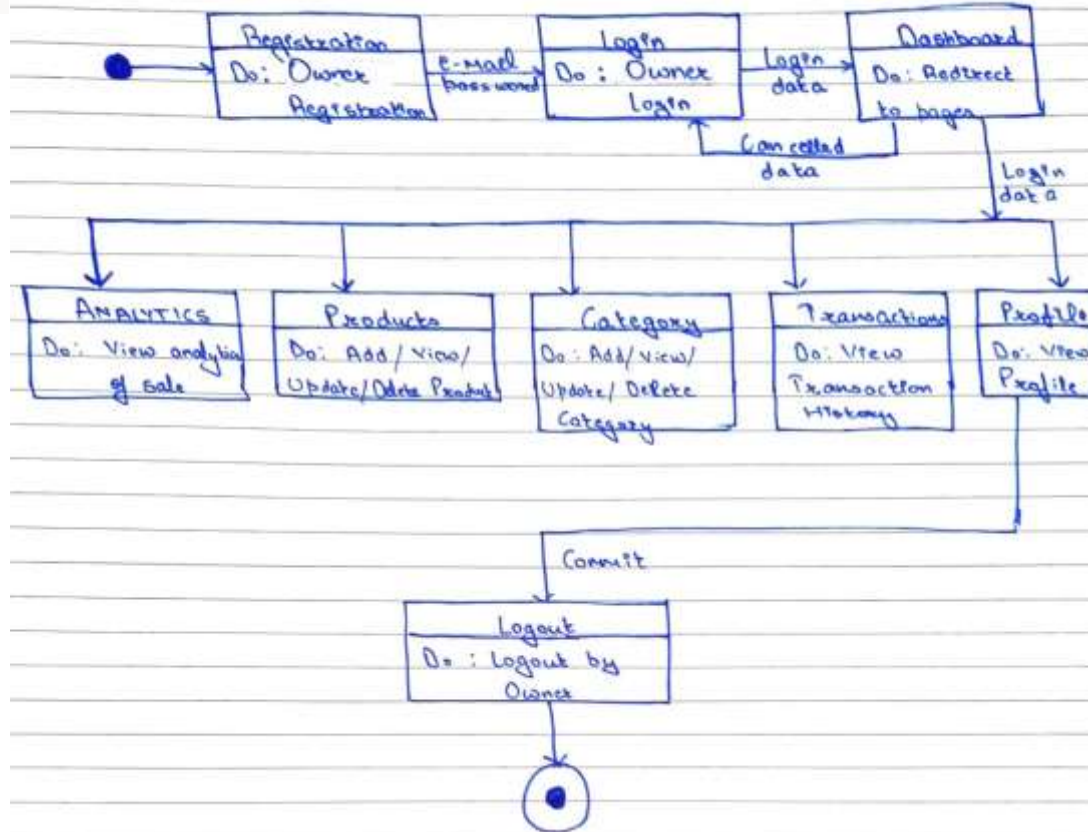 Registration
Do: Owner
Registration
e-mail
password
Login
Do: Owner
Login
Login
data
Dashboard
Do: Redirect
to pages
Cancelled
data
Login
data
ANALYTICS
Do: View analytics
of sale
Products
Do: Add/View/
Update/Delete Product
Category
Do: Add/View/
Update/Delete
Category
Transactions
Do: View
Transaction
History
Profile
Do: View
Profile
Commit
Logout
Do: Logout by
Owner